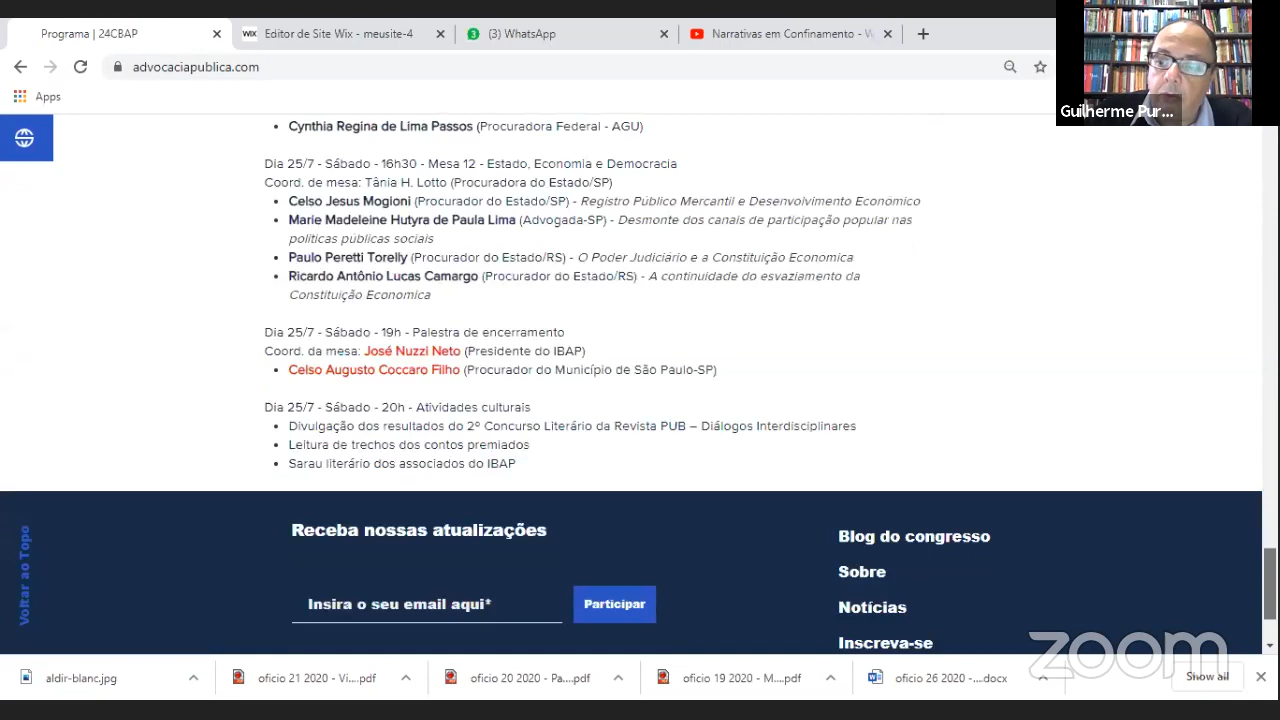 Programa | 24CBAP
WIX Editor de Site Wix - meusite-4
3 (3) WhatsApp
Narrativas em Confinamento - W
advocaciapublica.com
Apps
Guilherme Pur...
Cynthia Regina de Lima Passos (Procuradora Federal - AGU)
Dia 25/7 - Sábado - 16h30 - Mesa 12 - Estado, Economia e Democracia
Coord. de mesa: Tânia H. Lotto (Procuradora do Estado/SP)
Celso Jesus Mogioni (Procurador do Estado/SP) - Registro Público Mercantil e Desenvolvimento Econômico
Marie Madeleine Hutyra de Paula Lima (Advogada-SP) - Desmonte dos canais de participação popular nas
políticas públicas sociais
Paulo Peretti Torelly (Procurador do Estado/RS) - O Poder Judiciário e a Constituição Economica
Ricardo Antônio Lucas Camargo (Procurador do Estado/RS) - A continuidade do esvaziamento da
Constituição Economica
Dia 25/7 - Sábado - 19h - Palestra de encerramento
Coord. da mesa: José Nuzzi Neto (Presidente do IBAP)
Celso Augusto Coccaro Filho (Procurador do Município de São Paulo-SP)
Dia 25/7 - Sábado - 20h - Atividades culturais
Divulgação dos resultados do 2º Concurso Literário da Revista PUB – Diálogos Interdisciplinares
Leitura de trechos dos contos premiados
Sarau literário dos associados do IBAP
Voltar ao Topo
Receba nossas atualizações
Insira o seu email aqui*
Participar
Blog do congresso
Sobre
Notícias
Inscreva-se
zoom
aldir-blanc.jpg
oficio 21 2020 - Vi....pdf
oficio 20 2020 - Pa....pdf
oficio 19 2020 - M....pdf
oficio 26 2020 -....docx
Show all